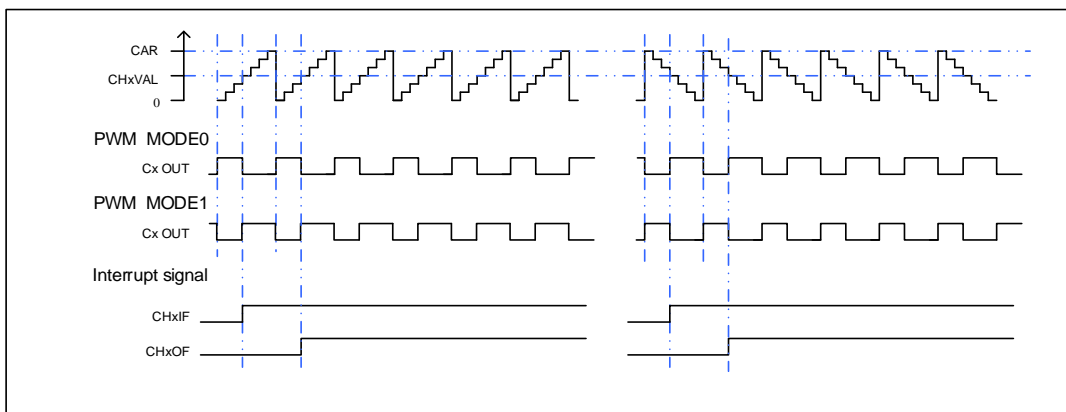 CAR
CHxVAL
0
PWM MODE0
Cx OUT
PWM MODE1
Cx OUT
Interrupt signal
CHxIF
CHxOF